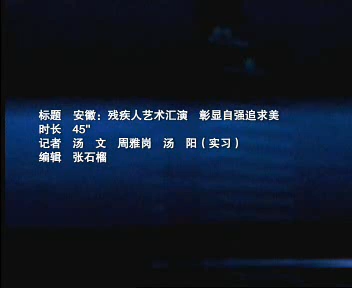 标题　安徽：残疾人艺术汇演　彰显自强追求美
时长　45"
记者　汤　文　周雅岗　汤　阳（实习）
编辑　张石榴